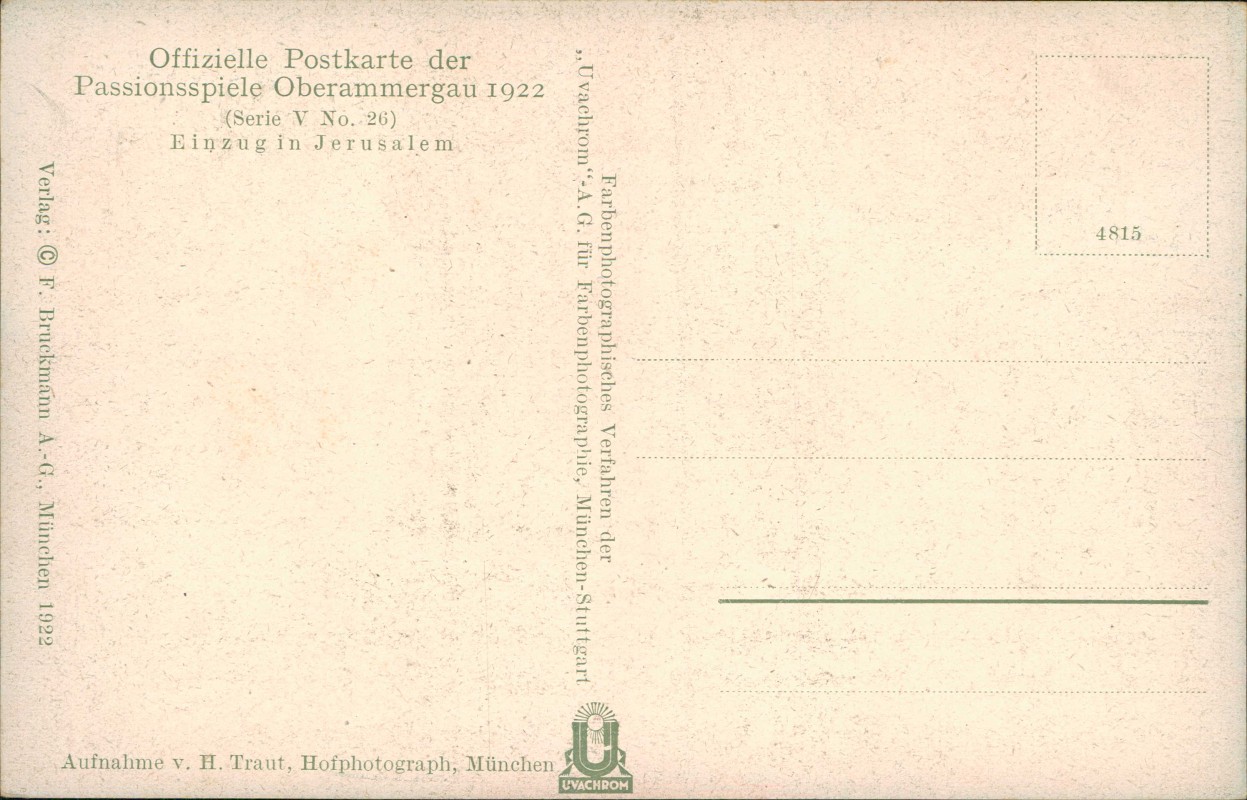 Offizielle Postkarte der
Passionsspiele Oberammergau 1922
(Serie V No. 26)
Einzug in Jerusalem
Verlag: © F. Bruckmann A.-G., München 1922
Farbenphotographisches Verfahren der
„Uvachrom“-A.G. für Farbenphotographie, München-Stuttgart
4815
Aufnahme v. H. Traut, Hofphotograph, München
U
UVACHROM